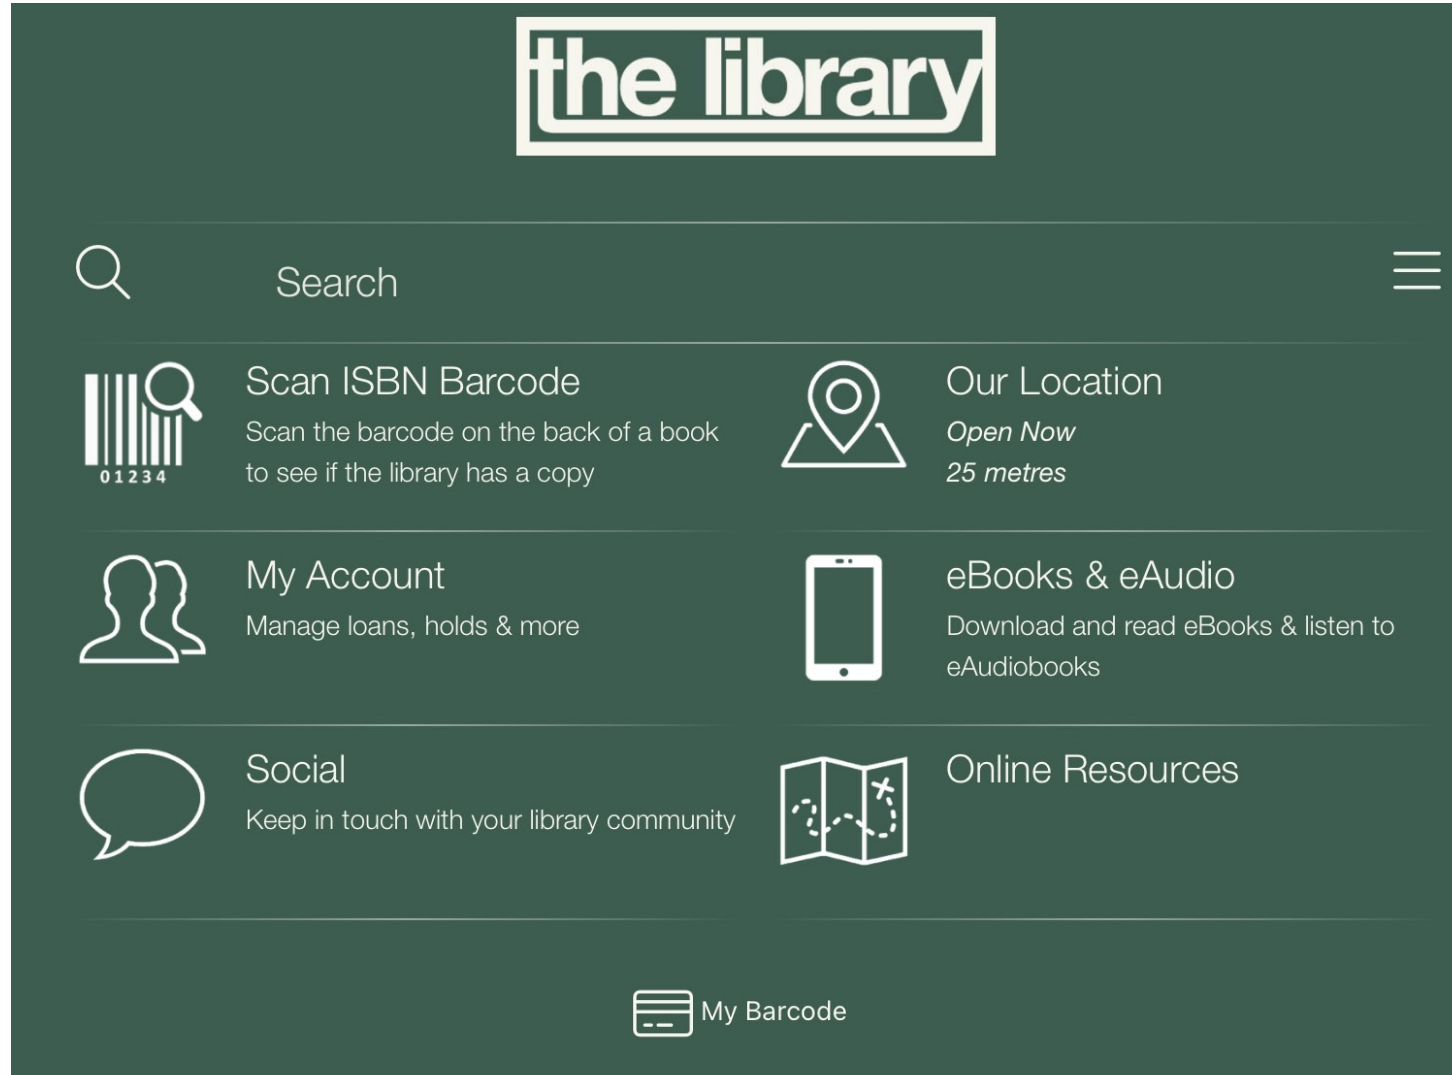 the library
Search
Scan ISBN Barcode
Scan the barcode on the back of a book
to see if the library has a copy
01234
Our Location
Open Now
25 metres
My Account
Manage loans, holds & more
eBooks & eAudio
Download and read eBooks & listen to
eAudiobooks
Social
Keep in touch with your library community
Online Resources
My Barcode